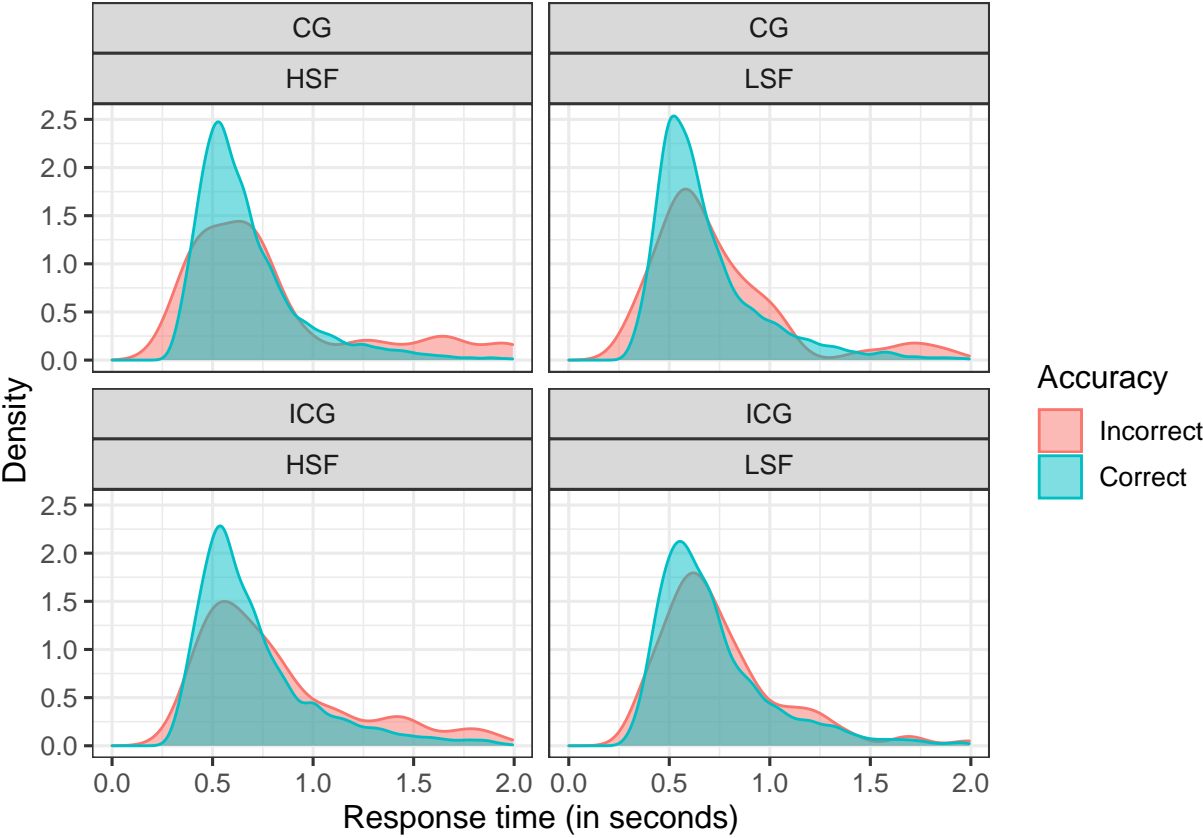 CG
HSF
CG
LSF
2.5
2.0
1.5
1.0
0.5
0.0
ICG
HSF
ICG
LSF
2.5
2.0
1.5
1.0
0.5
0.0
0.0 0.5 1.0 1.5 2.0
0.0 0.5 1.0 1.5 2.0
Density
Response time (in seconds)
Accuracy
Incorrect
Correct